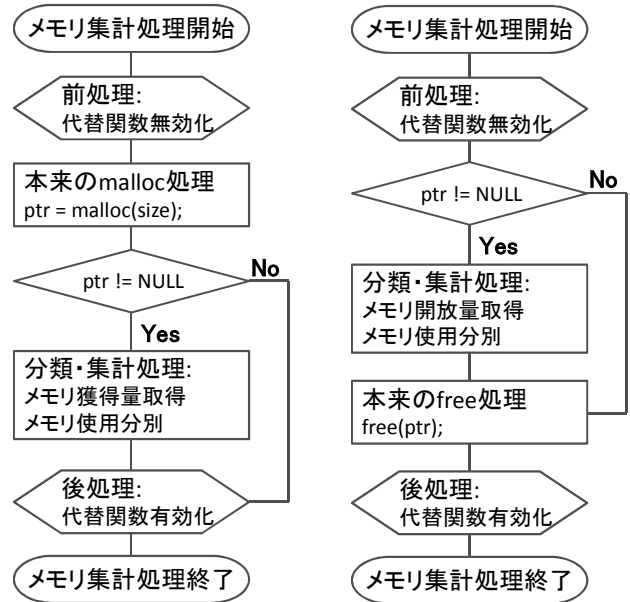 メモリ集計処理開始
前処理:
代替関数無効化
本来のmalloc処理
ptr = malloc(size);
ptr != NULL
No
Yes
分類・集計処理:
メモリ獲得量取得
メモリ使用分別
後処理:
代替関数有効化
メモリ集計処理終了
メモリ集計処理開始
前処理:
代替関数無効化
ptr != NULL
No
Yes
分類・集計処理:
メモリ開放量取得
メモリ使用分別
本来のfree処理
free(ptr);
後処理:
代替関数有効化
メモリ集計処理終了